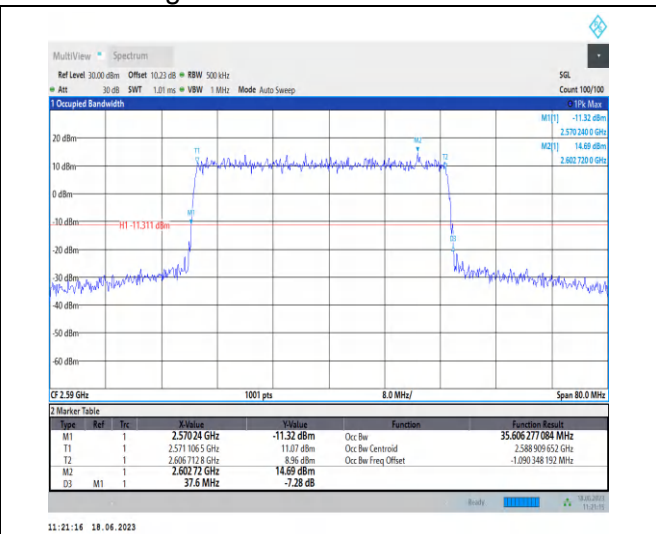 MultiView Spectrum
Ref Level 30.00 dBm Offset 10.23 dB RBW 500 kHz SGL
Att 30 dB SWT 1.01 ms VBW 1 MHz Mode Auto Sweep Count 100/100
1 Occupied Bandwidth 1Pk Max
M1[1] -11.32 dBm
2.570 240 0 GHz
M2[1] 14.69 dBm
2.602 720 0 GHz
20 dBm
M2
T1
T2
10 dBm
0 dBm
M1
-10 dBm
H1 -11.311 dBm
D3
-20 dBm
-30 dBm
-40 dBm
-50 dBm
-60 dBm
CF 2.59 GHz 1001 pts 8.0 MHz/ Span 80.0 MHz
2 Marker Table
Type Ref Trc X-Value Y-Value Function Function Result
M1 1 2.570 24 GHz -11.32 dBm Occ Bw 35.606 277 084 MHz
T1 1 2.571 106 5 GHz 11.07 dBm Occ Bw Centroid 2.588 909 652 GHz
T2 1 2.606 712 8 GHz 8.96 dBm Occ Bw Freq Offset -1.090 348 192 MHz
M2 1 2.602 72 GHz 14.69 dBm
D3 M1 1 37.6 MHz -7.28 dB
Ready 18.06.2023
11:21:15
11:21:16 18.06.2023